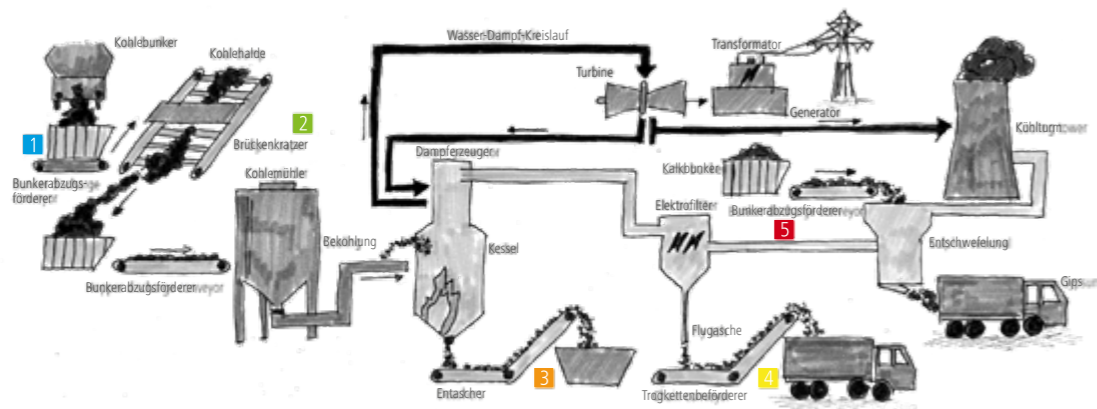 Kohlebunker
Kohlehalde
Wasser-Dampf-Kreislauf
Transformator
Turbine
Generator
1
2
Brückenkratzer
Kühlturm
Dampferzeuger
Kalkbunker
Bunkerabzugs-
förderer
Kohlemühle
Elektrofilter
Bunkerabzugsförderer
5
Bekohlung
Kessel
Entschwefelung
Bunkerabzugsförderer
Gips
Flugasche
3
4
Entascher
Trogkettenbeförderer